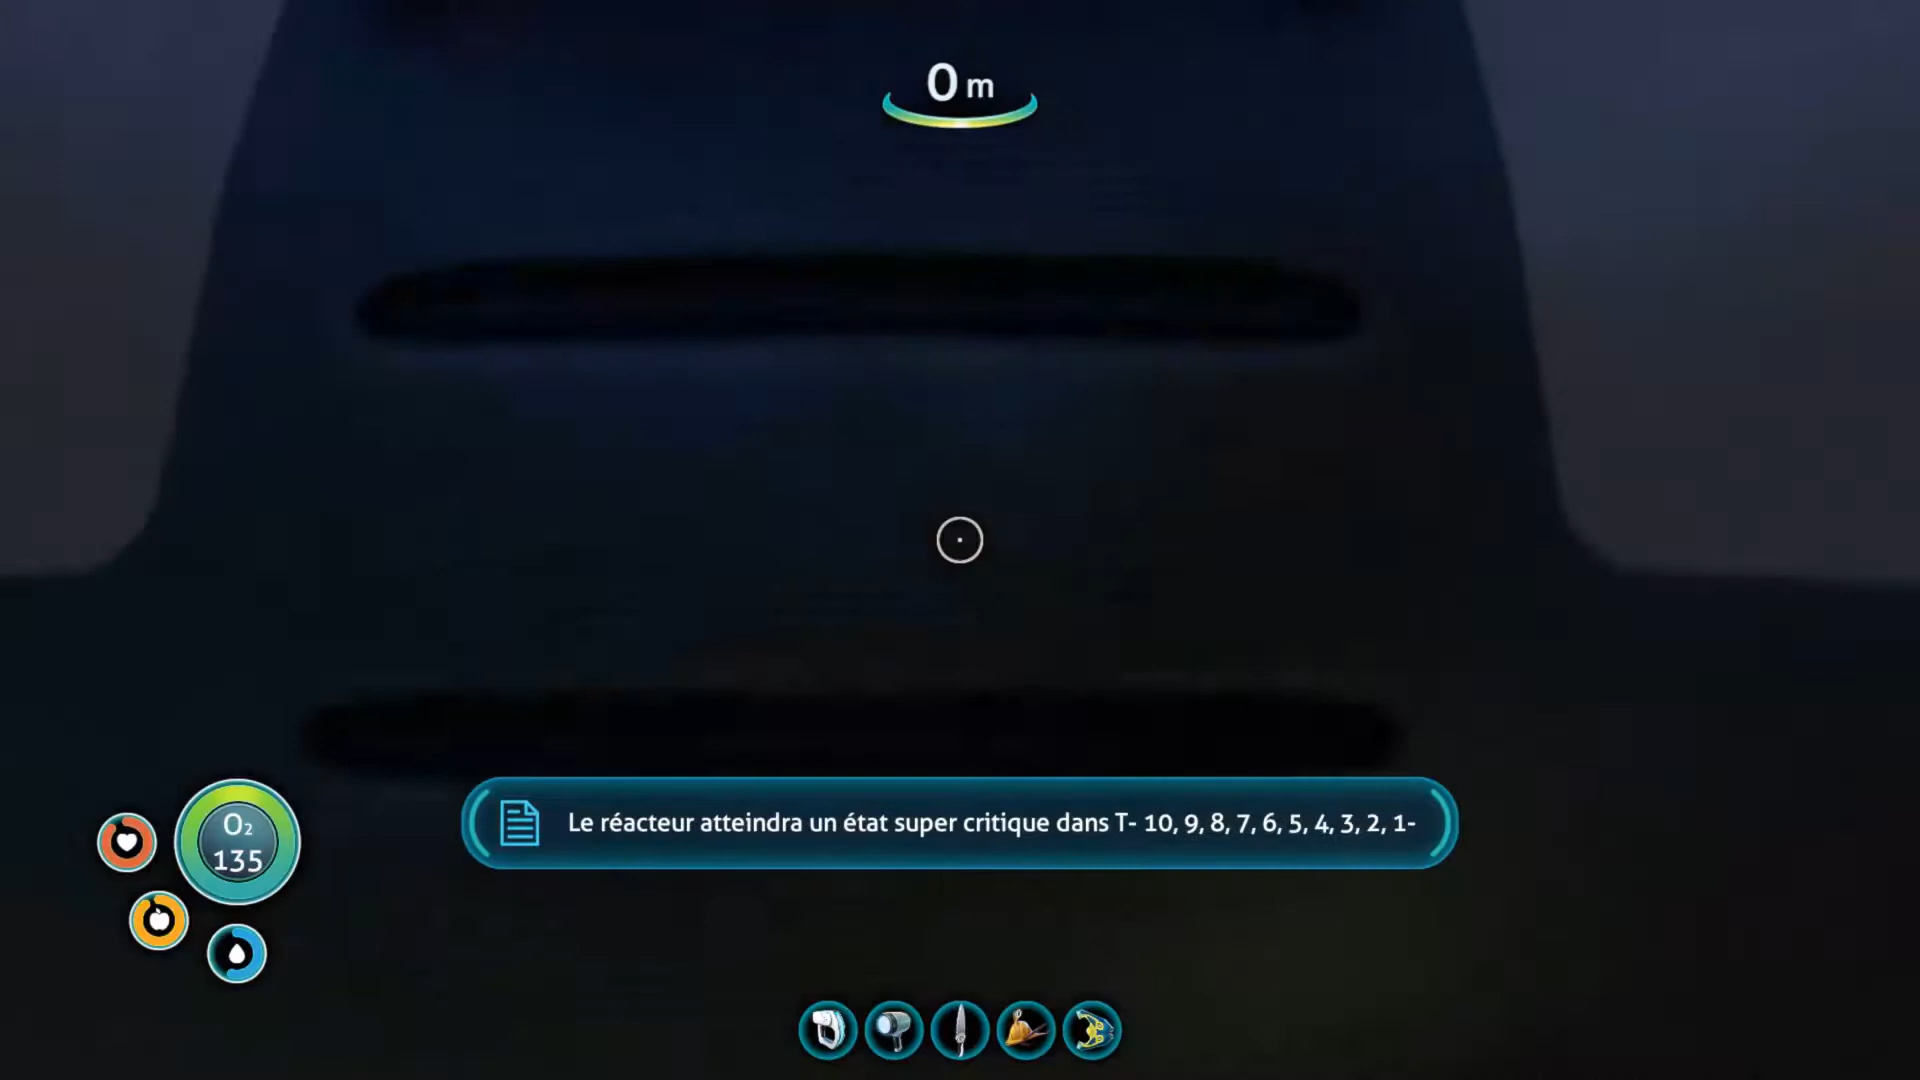 0 m
Le réacteur atteindra un état super critique dans T- 10, 9, 8, 7, 6, 5, 4, 3, 2, 1-
O₂
135